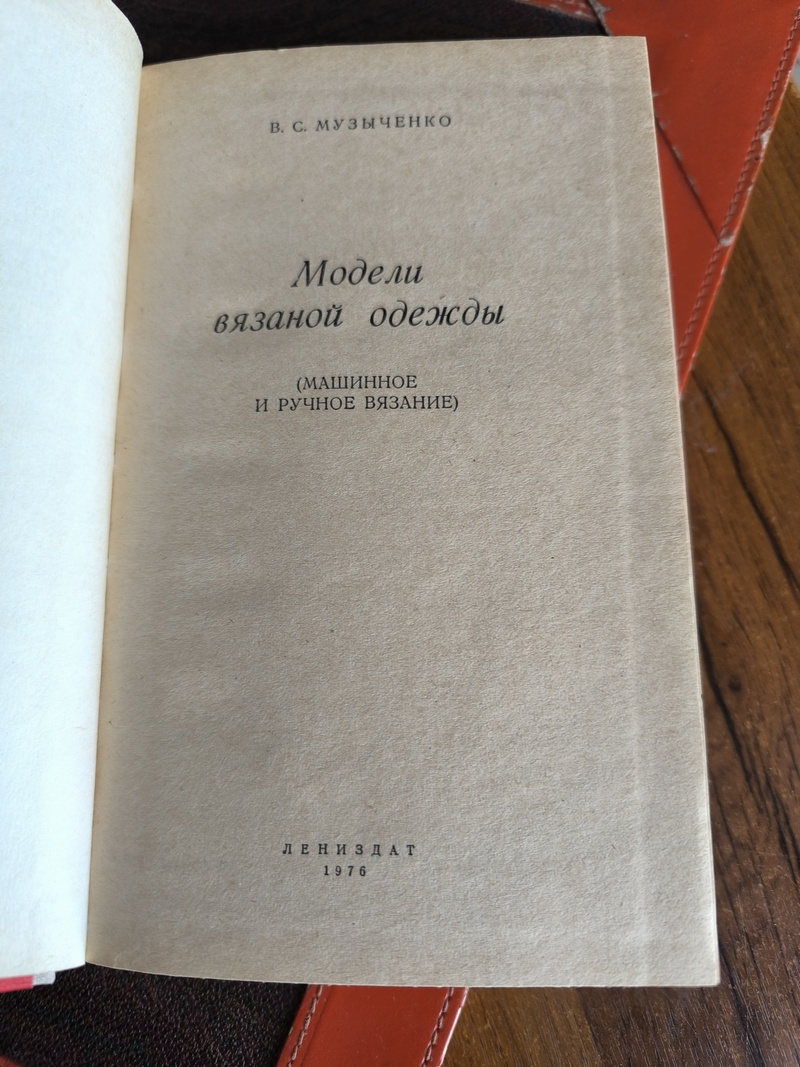 В. С. МУЗЫЧЕНКО
Модели
вязаной одежды
(МАШИННОЕ
И РУЧНОЕ ВЯЗАНИЕ)
ЛЕНИЗДАТ
1976